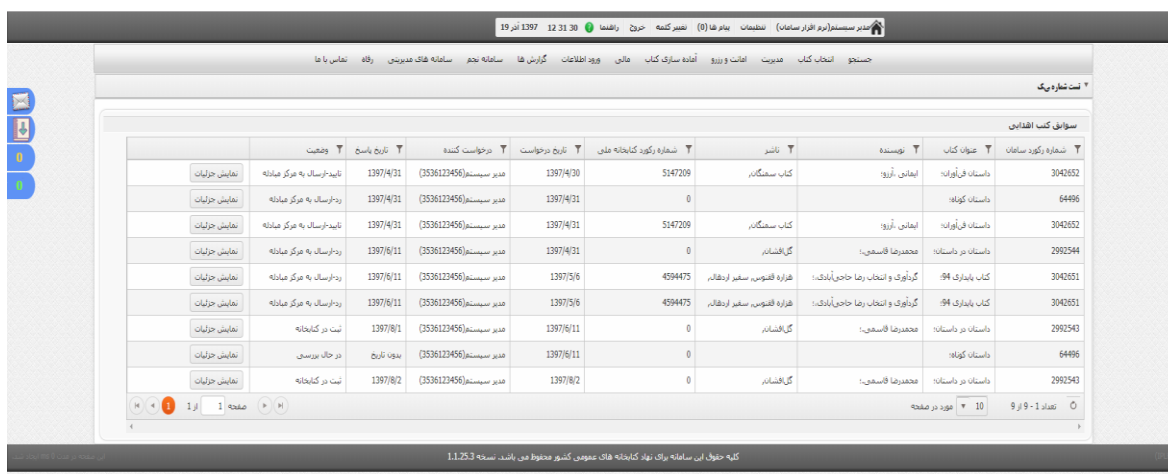 مدیر سیستم(نرم افزار سامان) تنظیمات پیام ها (0) تغییر کلمه خروج راهنما ? 12 31 30 1397 آذر 19
جستجو انتخاب کتاب مدیریت امانت و رزرو آماده سازی کتاب مالی ورود اطلاعات گزارش ها سامانه نجم سامانه های مدیریتی رفاه تماس با ما
تست شماره یک
0
0
سوابق کتب اهدایی
شماره رکورد سامان عنوان کتاب نویسنده ناشر شماره رکورد کتابخانه ملی تاریخ درخواست درخواست کننده تاریخ پاسخ وضعیت
3042652 داستان فن‌آوران؛ ایمانی ،آرزو؛ کتاب سمنگان, 5147209 1397/4/30 مدیر سیستم(3536123456) 1397/4/31 تایید-ارسال به مرکز مبادله نمایش جزئیات
64496 داستان کوتاه؛ 0 1397/4/31 مدیر سیستم(3536123456) 1397/4/31 رد-ارسال به مرکز مبادله نمایش جزئیات
3042652 داستان فن‌آوران؛ ایمانی ،آرزو؛ کتاب سمنگان, 5147209 1397/4/31 مدیر سیستم(3536123456) 1397/4/31 تایید-ارسال به مرکز مبادله نمایش جزئیات
2992544 داستان در داستان؛ محمدرضا قاسمی.؛ گل‌افشان, 0 1397/4/31 مدیر سیستم(3536123456) 1397/6/11 رد-ارسال به مرکز مبادله نمایش جزئیات
3042651 کتاب پایداری 94؛ گردآوری و انتخاب رضا حاجی‌آبادی.؛ هزاره ققنوس, سفیر اردهال, 4594475 1397/5/6 مدیر سیستم(3536123456) 1397/6/11 رد-ارسال به مرکز مبادله نمایش جزئیات
3042651 کتاب پایداری 94؛ گردآوری و انتخاب رضا حاجی‌آبادی.؛ هزاره ققنوس, سفیر اردهال, 4594475 1397/5/6 مدیر سیستم(3536123456) 1397/6/11 رد-ارسال به مرکز مبادله نمایش جزئیات
2992543 داستان در داستان؛ محمدرضا قاسمی.؛ گل‌افشان, 0 1397/6/11 مدیر سیستم(3536123456) 1397/8/1 ثبت در کتابخانه نمایش جزئیات
64496 داستان کوتاه؛ 0 1397/6/11 مدیر سیستم(3536123456) بدون تاریخ در حال بررسی نمایش جزئیات
2992543 داستان در داستان؛ محمدرضا قاسمی.؛ گل‌افشان, 0 1397/8/2 مدیر سیستم(3536123456) 1397/8/2 ثبت در کتابخانه نمایش جزئیات
تعداد 1 - 9 از 9 10 مورد در صفحه صفحه 1 از 1 1
کلیه حقوق این سامانه برای نهاد کتابخانه های عمومی کشور محفوظ می باشد. نسخه 1.1.25.3